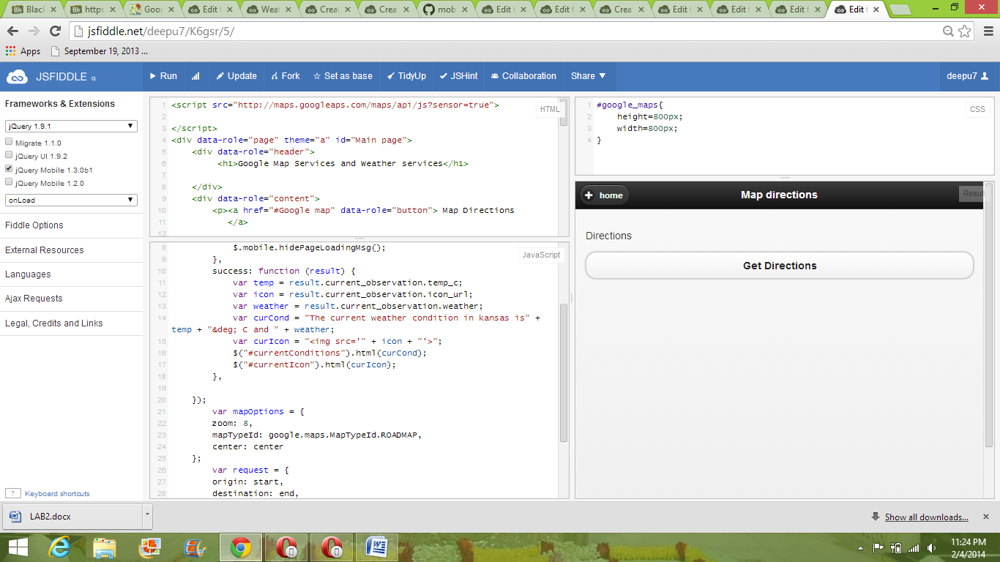 Black
https
Goog
Edit f
Weat
Creat
Creat
mob
Edit f
Edit f
Creat
Edit f
Edit f
Edit f
Edit f
jsfiddle.net/deepu7/K6gsr/5/
Apps
September 19, 2013 ...
JSFIDDLE α
Run
Update
Fork
Set as base
TidyUp
JSHint
Collaboration
Share
deepu7
Frameworks & Extensions
jQuery 1.9.1
Migrate 1.1.0
jQuery UI 1.9.2
jQuery Mobile 1.3.0b1
jQuery Mobile 1.2.0
onLoad
Fiddle Options
External Resources
Languages
Ajax Requests
Legal, Credits and Links
? Keyboard shortcuts
HTML
1 <script src="http://maps.googleaps.com/maps/api/js?sensor=true">
2
3 </script>
4 <div data-role="page" theme="a" id="Main page">
5 <div data-role="header">
6 <h1>Google Map Services and Weather services</h1>
7
8 </div>
9 <div data-role="content">
10 <p><a href="#Google map" data-role="button"> Map Directions
11 </a>
12
JavaScript
8 $.mobile.hidePageLoadingMsg();
9 },
10 success: function (result) {
11 var temp = result.current_observation.temp_c;
12 var icon = result.current_observation.icon_url;
13 var weather = result.current_observation.weather;
14 var curCond = "The current weather condition in kansas is" +
temp + "&deg; C and " + weather;
15 var curIcon = "<img src='" + icon + "'>";
16 $("#currentConditions").html(curCond);
17 $("#currentIcon").html(curIcon);
18 },
19
20 });
21 var mapOptions = {
22 zoom: 8,
23 mapTypeId: google.maps.MapTypeId.ROADMAP,
24 center: center
25 };
26 var request = {
27 origin: start,
28 destination: end,
CSS
1 #google_maps{
2 height=800px;
3 width=800px;
4 }
home
Map directions
Result
Directions
Get Directions
LAB2.docx
Show all downloads...
11:24 PM
2/4/2014